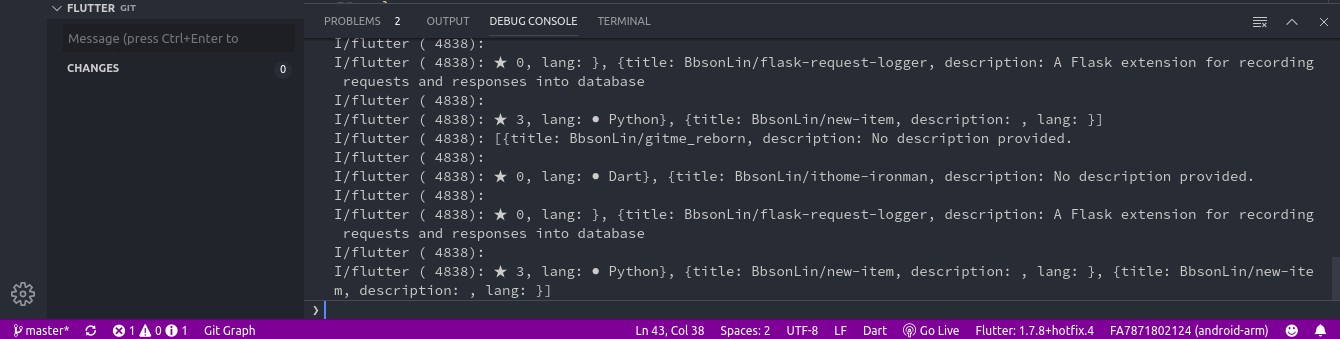 FLUTTER GIT
Message (press Ctrl+Enter to
CHANGES 0
PROBLEMS 2 OUTPUT DEBUG CONSOLE TERMINAL
I/flutter ( 4838):
I/flutter ( 4838): ★ 0, lang: }, {title: BbsonLin/flask-request-logger, description: A Flask extension for recording
requests and responses into database
I/flutter ( 4838):
I/flutter ( 4838): ★ 3, lang: ● Python}, {title: BbsonLin/new-item, description: , lang: }]
I/flutter ( 4838): [{title: BbsonLin/gitme_reborn, description: No description provided.
I/flutter ( 4838):
I/flutter ( 4838): ★ 0, lang: ● Dart}, {title: BbsonLin/ithome-ironman, description: No description provided.
I/flutter ( 4838):
I/flutter ( 4838): ★ 0, lang: }, {title: BbsonLin/flask-request-logger, description: A Flask extension for recording
requests and responses into database
I/flutter ( 4838):
I/flutter ( 4838): ★ 3, lang: ● Python}, {title: BbsonLin/new-item, description: , lang: }, {title: BbsonLin/new-ite
m, description: , lang: }]
❯
master* 1 0 1 Git Graph Ln 43, Col 38 Spaces: 2 UTF-8 LF Dart Go Live Flutter: 1.7.8+hotfix.4 FA7871802124 (android-arm)